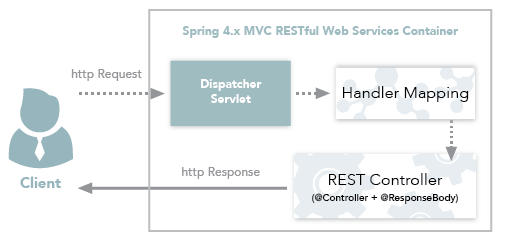 Spring 4.x MVC RESTful Web Services Container
http Request
Dispatcher
Servlet
Handler Mapping
http Response
REST Controller
(@Controller + @ResponseBody)
Client